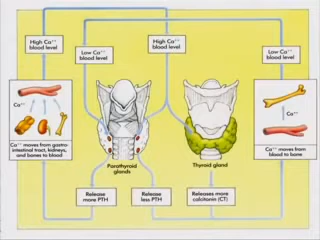 High Ca++
blood level
Low Ca++
blood level
High Ca++
blood level
Low Ca++
blood level
Ca++
Ca++
Ca++ moves from gastro-
intestinal tract, kidneys,
and bones to blood
Parathyroid
glands
Thyroid gland
Ca++ moves from
blood to bone
Release
more PTH
Release
less PTH
Releases more
calcitonin (CT)